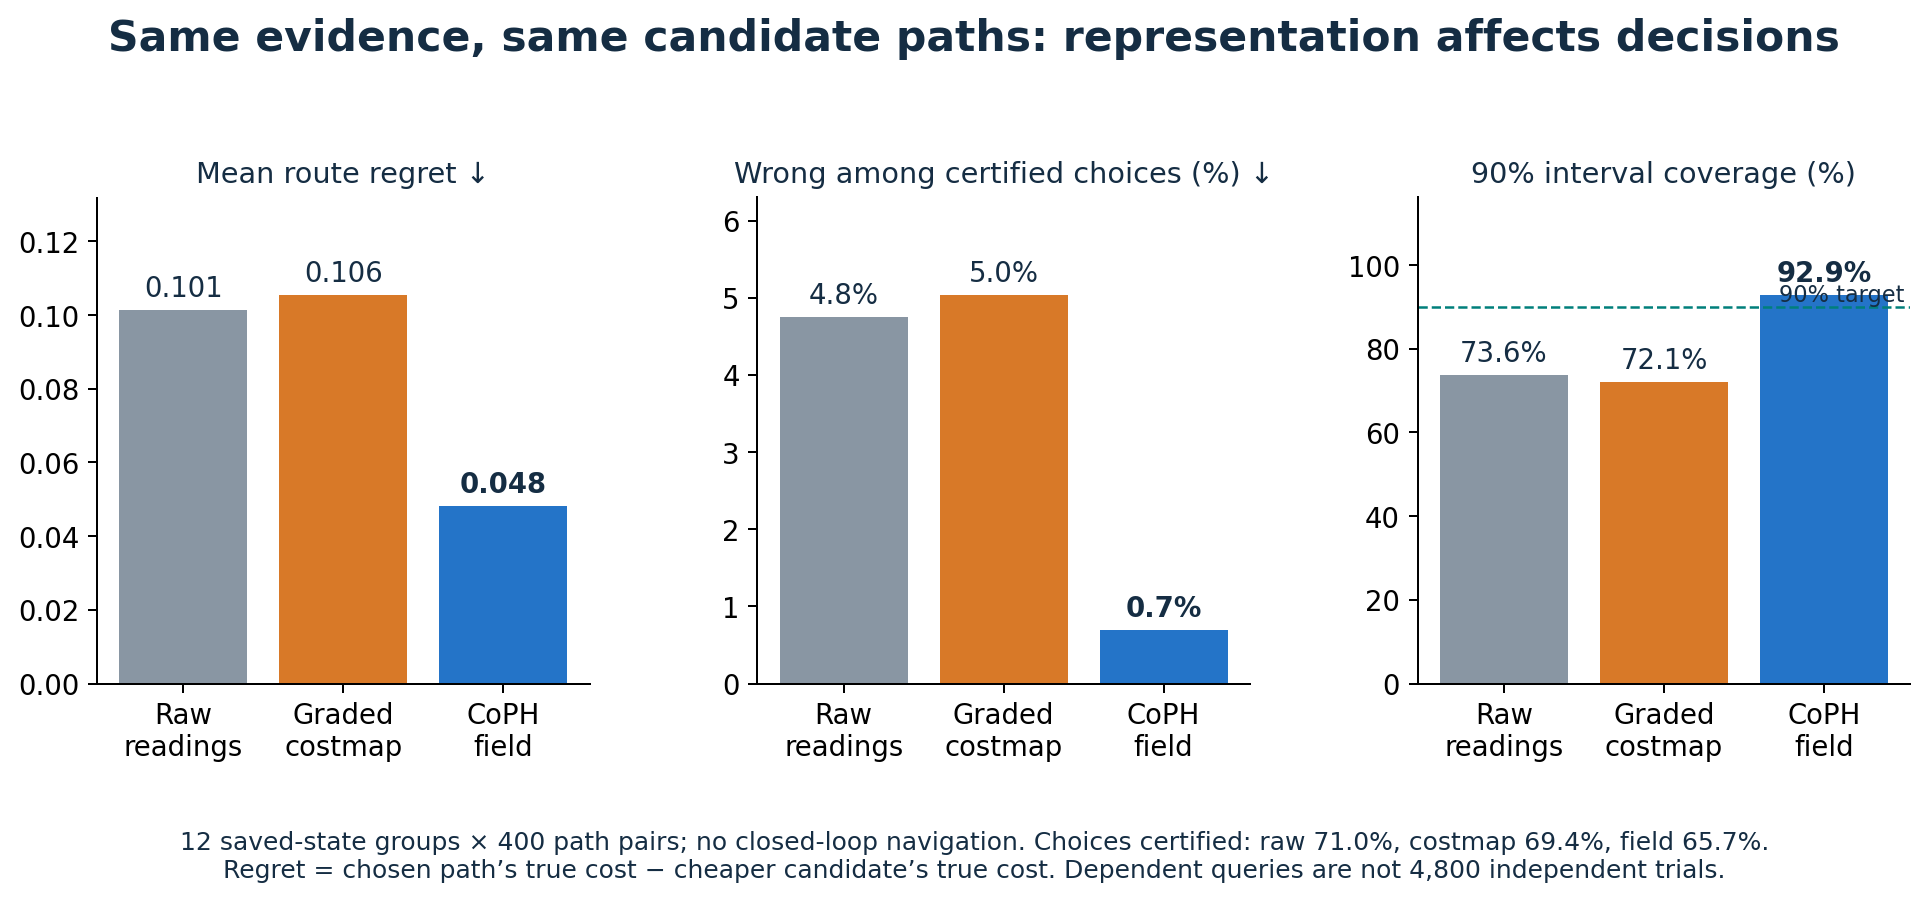 Same evidence, same candidate paths: representation affects decisions
Mean route regret ↓
0.12
0.10
0.08
0.06
0.04
0.02
0.00
0.101
0.106
0.048
Raw
readings
Graded
costmap
CoPH
field
Wrong among certified choices (%) ↓
6
5
4
3
2
1
0
4.8%
5.0%
0.7%
Raw
readings
Graded
costmap
CoPH
field
90% interval coverage (%)
100
80
60
40
20
0
73.6%
72.1%
92.9%
90% target
Raw
readings
Graded
costmap
CoPH
field
12 saved-state groups × 400 path pairs; no closed-loop navigation. Choices certified: raw 71.0%, costmap 69.4%, field 65.7%.
Regret = chosen path’s true cost − cheaper candidate’s true cost. Dependent queries are not 4,800 independent trials.